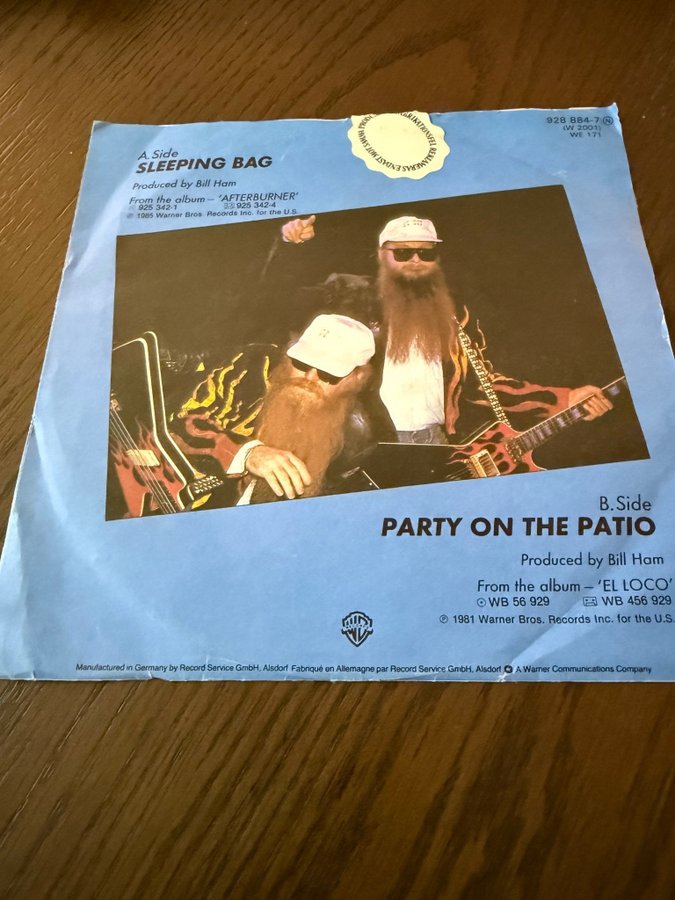 A.Side
SLEEPING BAG
Produced by Bill Ham
From the album – 'AFTERBURNER'
925 342-1 925 342-4
℗ 1985 Warner Bros. Records Inc. for the U.S.
REKLAMERAS ENDAST MOT
928 884-7 Ⓝ
(W 2001)
WE 171
B.Side
PARTY ON THE PATIO
Produced by Bill Ham
From the album – 'EL LOCO'
WB 56 929 WB 456 929
℗ 1981 Warner Bros. Records Inc. for the U.S.
Manufactured in Germany by Record Service GmbH, Alsdorf Fabriqué en Allemagne par Record Service GmbH, Alsdorf A Warner Communications Company